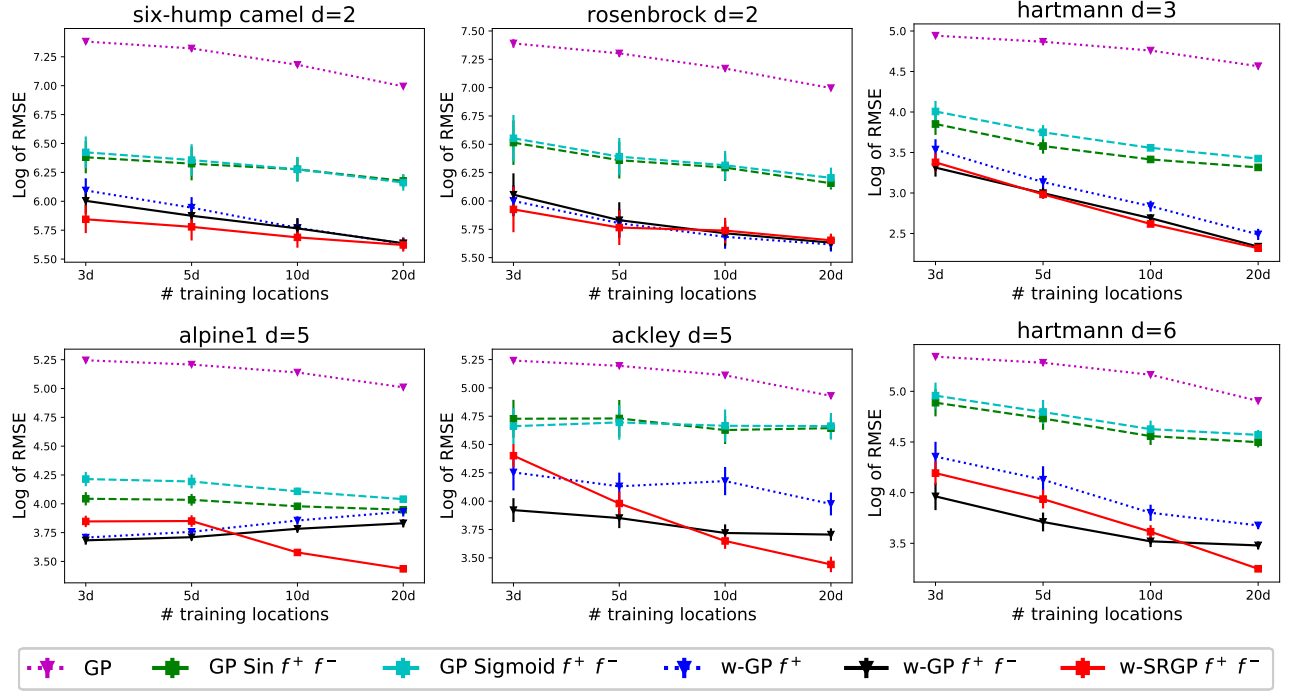 six-hump camel d=2
rosenbrock d=2
hartmann d=3
Log of RMSE
7.25
7.00
6.75
6.50
6.25
6.00
5.75
5.50
3d 5d 10d 20d
# training locations
Log of RMSE
7.50
7.25
7.00
6.75
6.50
6.25
6.00
5.75
5.50
3d 5d 10d 20d
# training locations
Log of RMSE
5.0
4.5
4.0
3.5
3.0
2.5
3d 5d 10d 20d
# training locations
alpine1 d=5
ackley d=5
hartmann d=6
Log of RMSE
5.25
5.00
4.75
4.50
4.25
4.00
3.75
3.50
3d 5d 10d 20d
# training locations
Log of RMSE
5.25
5.00
4.75
4.50
4.25
4.00
3.75
3.50
3d 5d 10d 20d
# training locations
Log of RMSE
5.0
4.5
4.0
3.5
3d 5d 10d 20d
# training locations
GP GP Sin f⁺ f⁻ GP Sigmoid f⁺ f⁻ w-GP f⁺ w-GP f⁺ f⁻ w-SRGP f⁺ f⁻